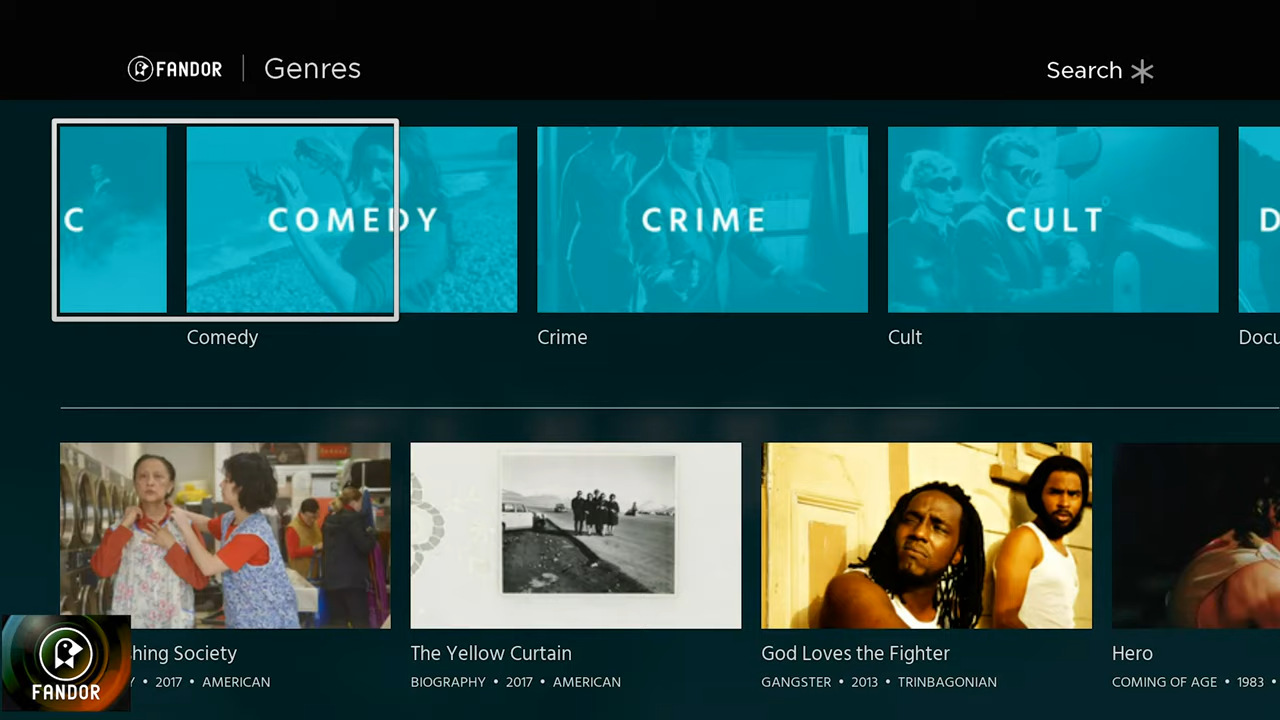 FANDOR | Genres
Search
C
COMEDY
CRIME
CULT
D
Comedy
Crime
Cult
Docu
hing Society
The Yellow Curtain
God Loves the Fighter
Hero
Y • 2017 • AMERICAN
BIOGRAPHY • 2017 • AMERICAN
GANGSTER • 2013 • TRINBAGONIAN
COMING OF AGE • 1983 •
FANDOR